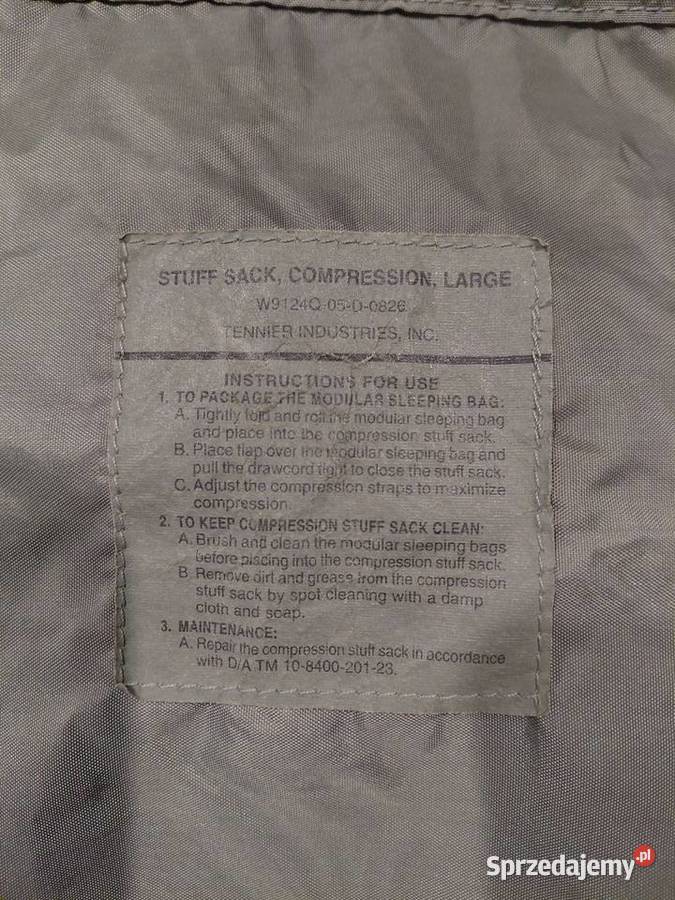 STUFF SACK, COMPRESSION, LARGE
W9124Q-05-D-0826
TENNIER INDUSTRIES, INC.
INSTRUCTIONS FOR USE
1. TO PACKAGE THE MODULAR SLEEPING BAG:
A. Tightly fold and roll the modular sleeping bag
and place into the compression stuff sack.
B. Place flap over the modular sleeping bag and
pull the drawcord tight to close the stuff sack.
C. Adjust the compression straps to maximize
compression.
2. TO KEEP COMPRESSION STUFF SACK CLEAN:
A. Brush and clean the modular sleeping bags
before placing into the compression stuff sack.
B. Remove dirt and grease from the compression
stuff sack by spot cleaning with a damp
cloth and soap.
3. MAINTENANCE:
A. Repair the compression stuff sack in accordance
with D/A TM 10-8400-201-23.
Sprzedajemy.pl